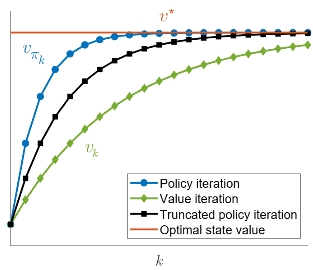 v*
v_{π_k}
v_k
Policy iteration
Value iteration
Truncated policy iteration
Optimal state value
k